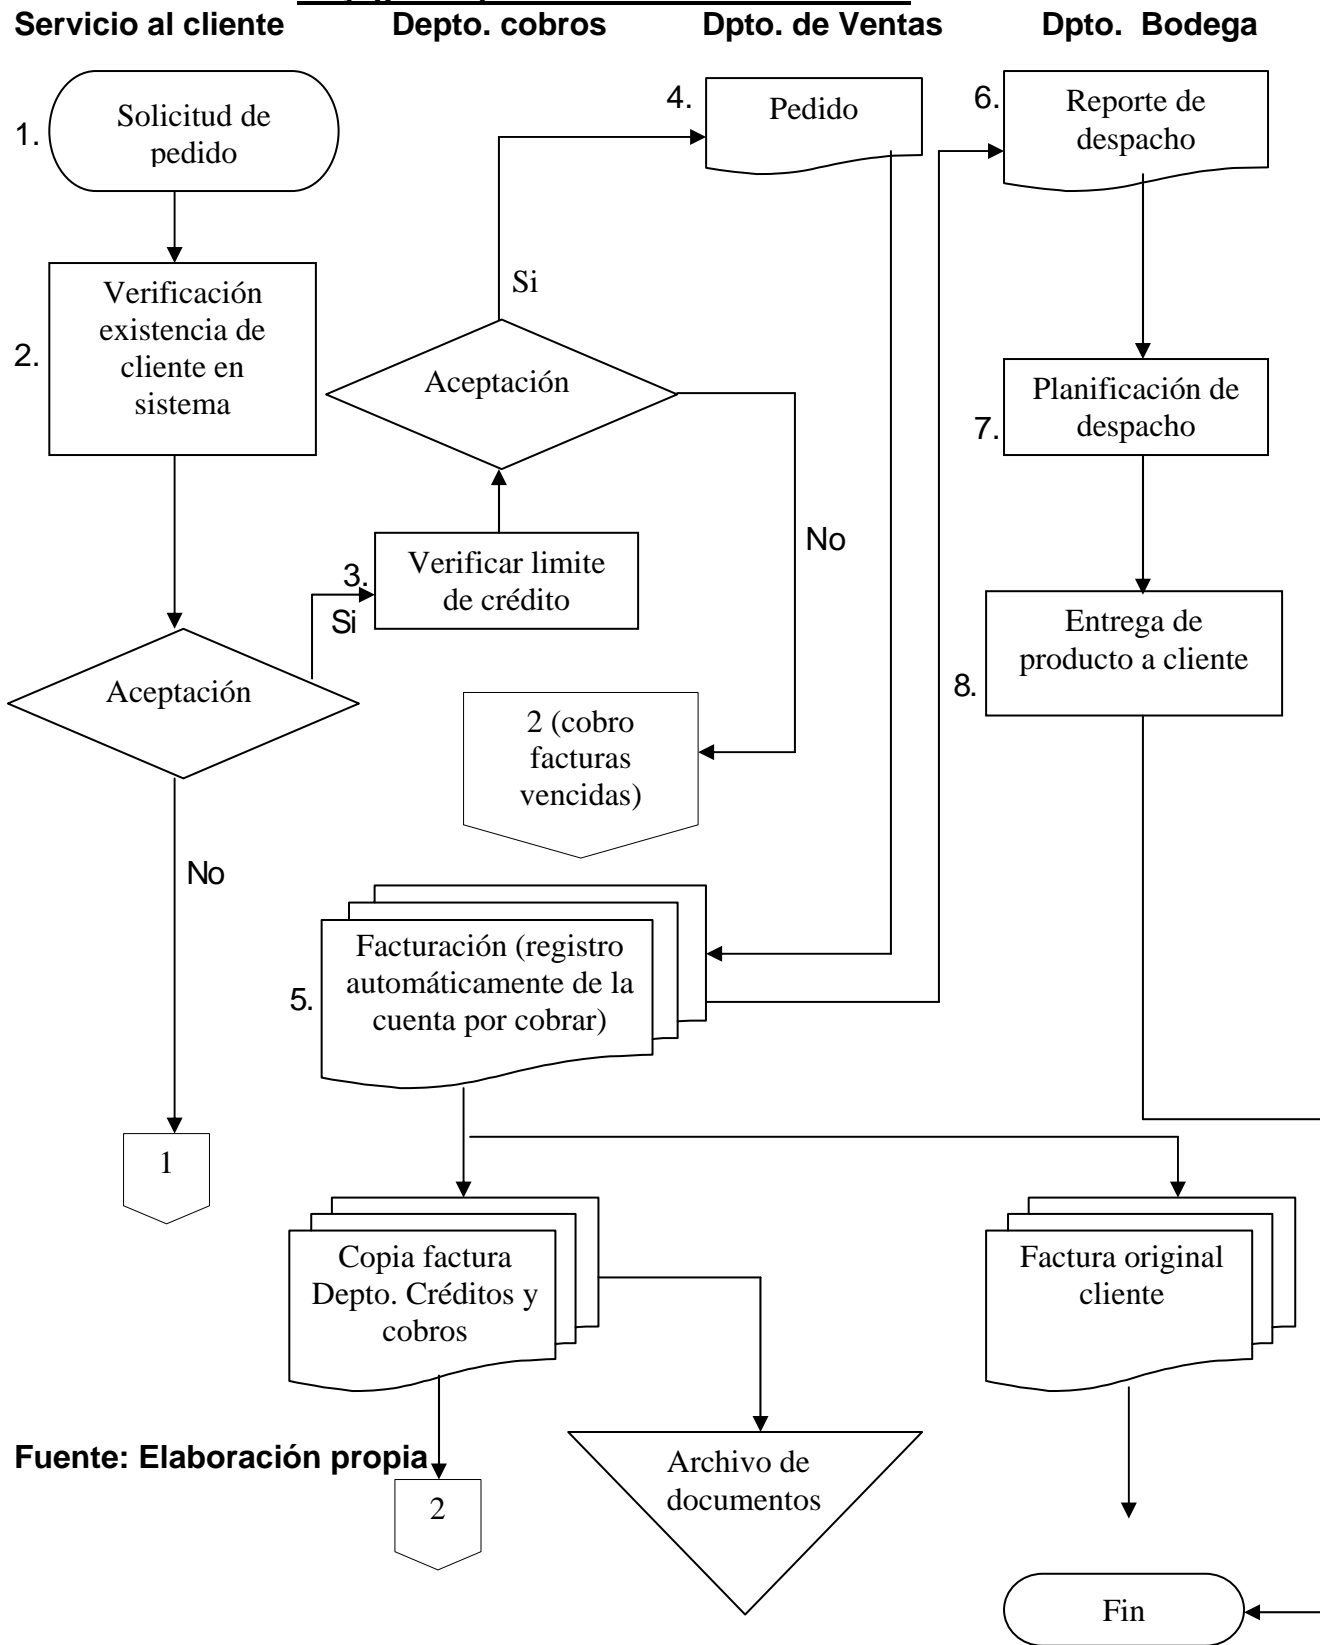 Servicio al cliente
Depto. cobros
Dpto. de Ventas
Dpto. Bodega
1.
Solicitud de
pedido
4.
Pedido
6.
Reporte de
despacho
2.
Verificación
existencia de
cliente en
sistema
Si
Aceptación
No
7.
Planificación de
despacho
3.
Verificar limite
de crédito
Si
Aceptación
No
8.
Entrega de
producto a cliente
2 (cobro
facturas
vencidas)
5.
Facturación (registro
automáticamente de la
cuenta por cobrar)
1
Copia factura
Depto. Créditos y
cobros
Factura original
cliente
Archivo de
documentos
Fuente: Elaboración propia
2
Fin